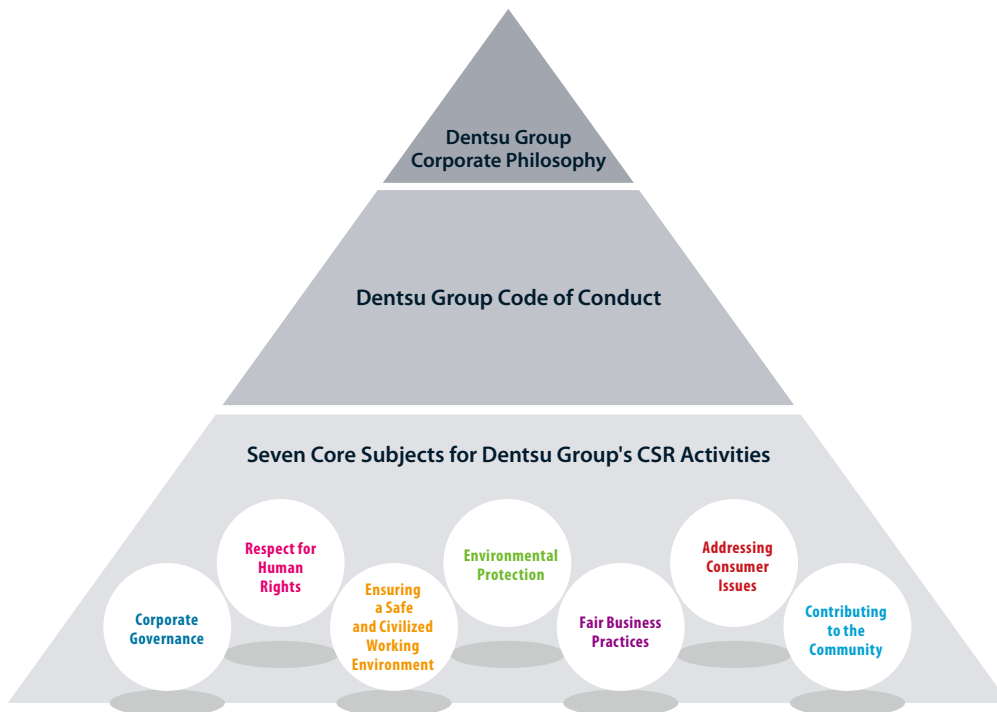 Dentsu Group
Corporate Philosophy
Dentsu Group Code of Conduct
Seven Core Subjects for Dentsu Group's CSR Activities
Corporate
Governance
Respect for
Human
Rights
Ensuring
a Safe
and Civilized
Working
Environment
Environmental
Protection
Fair Business
Practices
Addressing
Consumer
Issues
Contributing
to the
Community